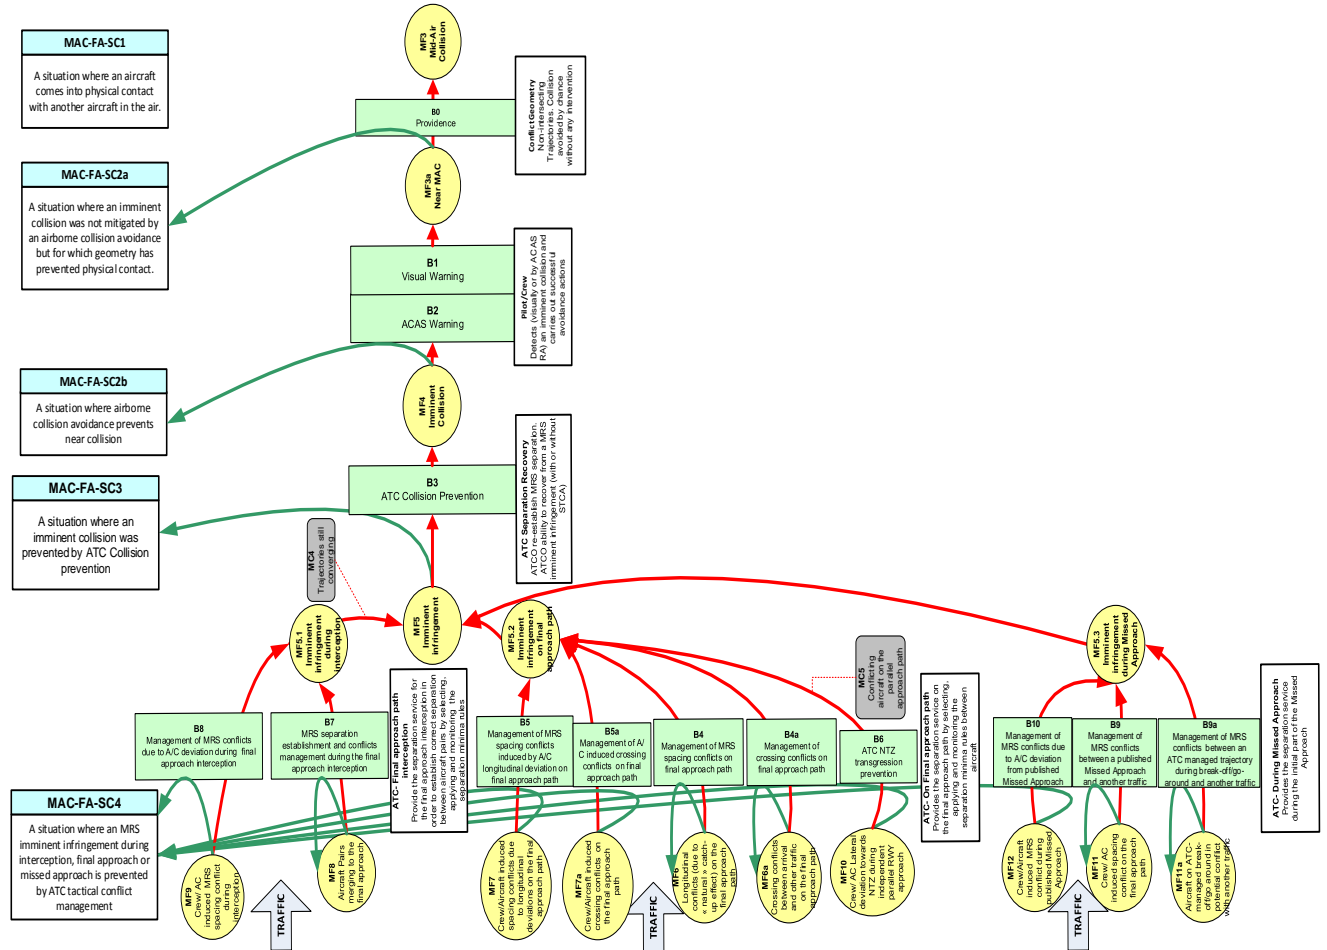 MF3
Mid-Air
Collision
MAC-FA-SC1
A situation where an aircraft
comes into physical contact
with another aircraft in the air.
B0
Providence
Conflict Geometry
Non-intersecting
Trajectories. Collision
avoided by chance
without any intervention
MAC-FA-SC2a
A situation where an imminent
collision was not mitigated by
an airborne collision avoidance
but for which geometry has
prevented physical contact.
MF3a
Near MAC
B1
Visual Warning
B2
ACAS Warning
Pilot/Crew
Detects (visually or by ACAS
RA) an imminent collision and
carries out successful
avoidance actions
MAC-FA-SC2b
A situation where airborne
collision avoidance prevents
near collision
MF4
Imminent
Collision
B3
ATC Collision Prevention
ATC Separation Recovery
ATCO re-establish MRS separation.
ATCO ability to recover from a MRS
imminent infringement (with or without
STCA)
MAC-FA-SC3
A situation where an
imminent collision was
prevented by ATC Collision
prevention
MC4
Trajectories still
converging
MF5.1
Imminent
infringement
during
interception
MF5
Imminent
infringement
MF5.2
Imminent
infringement
on final
approach path
MC5
Conflicting
aircraft on the
parallel
approach path
MF5.3
Imminent
infringement
during Missed
Approach
B8
Management of MRS conflicts
due to A/C deviation during final
approach interception
B7
MRS separation
establishment and conflicts
management during the final
approach interception
ATC- Final approach path
interception
Provide the separation service for
the final approach interception in
order to establish correct separation
between aircraft pairs by selecting,
applying and monitoring the
separation minima rules
B5
Management of MRS
spacing conflicts
induced by A/C
longitudinal deviation on
final approach path
B5a
Management of A/
C induced crossing
conflicts on final
approach path
B4
Management of MRS
spacing conflicts on
final approach path
B4a
Management of MRS
crossing conflicts on
final approach path
B6
ATC NTZ
transgression
prevention
ATC- On Final approach path
Provides the separation service on
the final approach path by selecting,
applying and monitoring the
separation minima rules between
aircraft
B10
Management of
MRS conflicts due
to A/C deviation
from published
Missed Approach
B9
Management of
MRS conflicts
between a published
Missed Approach
and another traffic
B9a
Management of MRS
conflicts between an
ATC managed trajectory
during break-off/go-
around and another traffic
ATC- During Missed Approach
Provides the separation service
during the initial part of the Missed
Approach
MAC-FA-SC4
A situation where an MRS
imminent infringement during
interception, final approach or
missed approach is prevented
by ATC tactical conflict
management
MF9
Crew/ AC
induced MRS
spacing conflict
during
interception
TRAFFIC
MF8
Aircraft Pairs
merging to the
final approach
MF7
Crew/Aircraft induced
spacing conflicts due
to longitudinal
deviations on the final
approach path
MF7a
Crew/Aircraft induced
crossing conflicts on
the final approach
path
TRAFFIC
MF6
Longitudinal
conflicts (due to
« natural » catch-
up effect) on the
final approach
path
MF6a
Crossing conflicts
between arrival
and other traffic
on the final
approach path
MF10
Crew/ AC Lateral
deviation towards
NTZ during
independent
parallel RWY
approach
MF12
Crew/Aircraft
induced MRS
conflict during
published Missed
Approach
TRAFFIC
MF11
Crew/ AC
induced spacing
conflict on the
final approach
path
MF11a
Aircraft on ATC-
managed break-
off/go around in
potential conflict
with another traffic